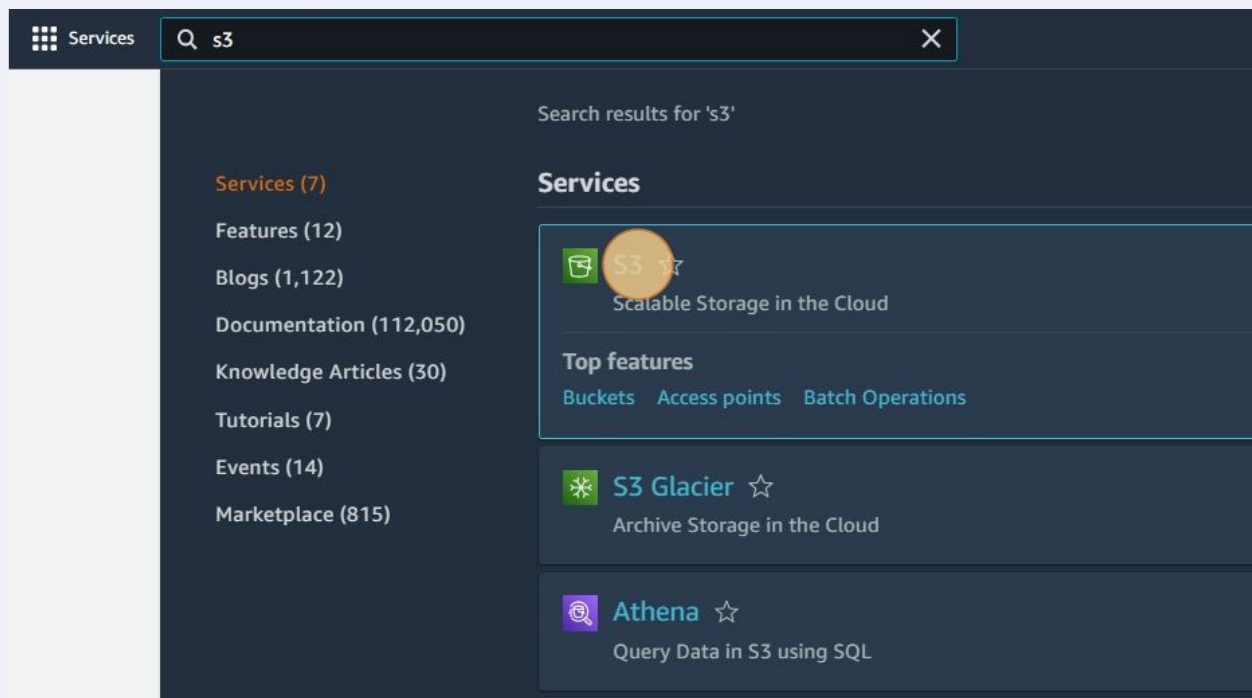 Services
s3
Search results for 's3'
Services (7)
Features (12)
Blogs (1,122)
Documentation (112,050)
Knowledge Articles (30)
Tutorials (7)
Events (14)
Marketplace (815)
Services
S3
Scalable Storage in the Cloud
Top features
Buckets Access points Batch Operations
S3 Glacier
Archive Storage in the Cloud
Athena
Query Data in S3 using SQL